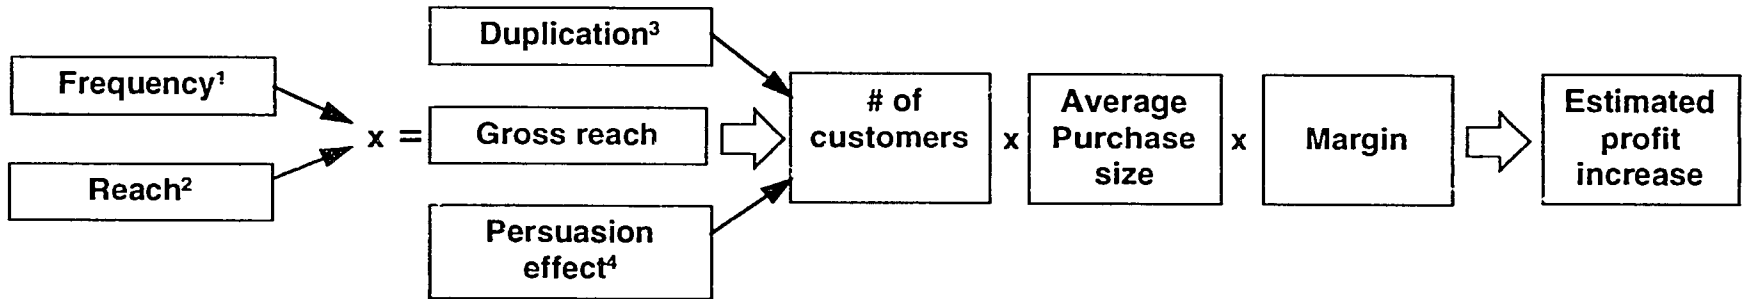 Frequency¹
Reach²
x =
Duplication³
Gross reach
Persuasion
effect⁴
# of
customers
x
Average
Purchase
size
x
Margin
Estimated
profit
increase